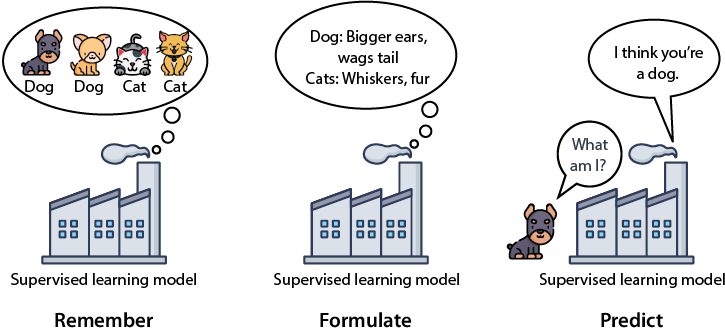 Dog Dog Cat Cat
Supervised learning model
Remember
Dog: Bigger ears,
wags tail
Cats: Whiskers, fur
Supervised learning model
Formulate
I think you're
a dog.
What
am I?
Supervised learning model
Predict